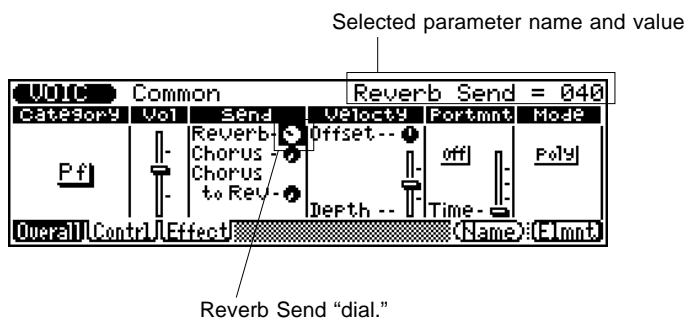 Selected parameter name and value
VOIC Common Reverb Send = 040
Category Vol Send Velocty Portmnt Mode
Reverb- Offset--
Chorus - off Poly
Pf Chorus
to Rev-
Depth -- Time-
Overall Contrl Effect (Name) (Elmnt)
Reverb Send “dial.”